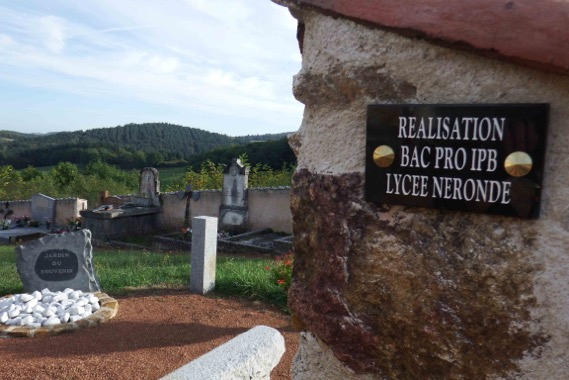 REALISATION
BAC PRO IPB
LYCEE NERONDE
JARDIN
DU
SOUVENIR